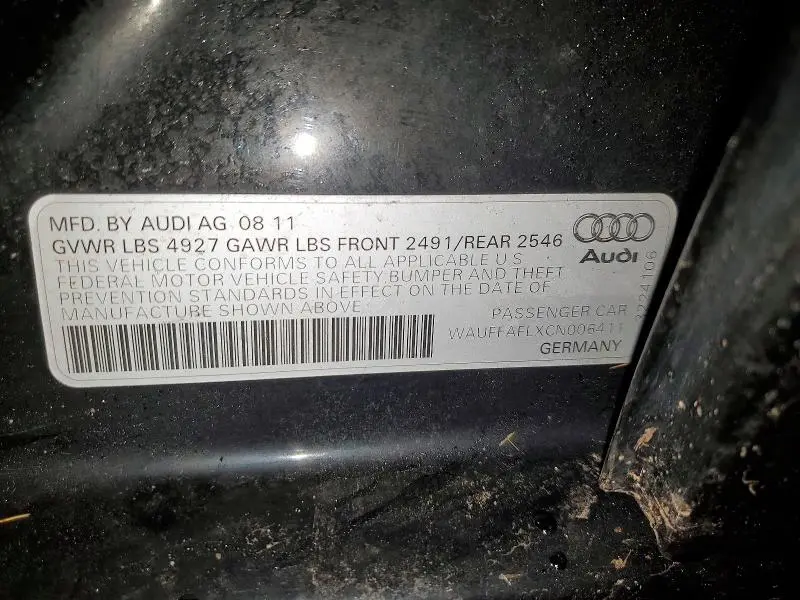 MFD. BY AUDI AG 08 11
GVWR LBS 4927 GAWR LBS FRONT 2491/REAR 2546
THIS VEHICLE CONFORMS TO ALL APPLICABLE U S
FEDERAL MOTOR VEHICLE SAFETY BUMPER AND THEFT
PREVENTION STANDARDS IN EFFECT ON THE DATE OF
MANUFACTURE SHOWN ABOVE
Audi
PASSENGER CAR
WAUFFAFLXCN006411
GERMANY